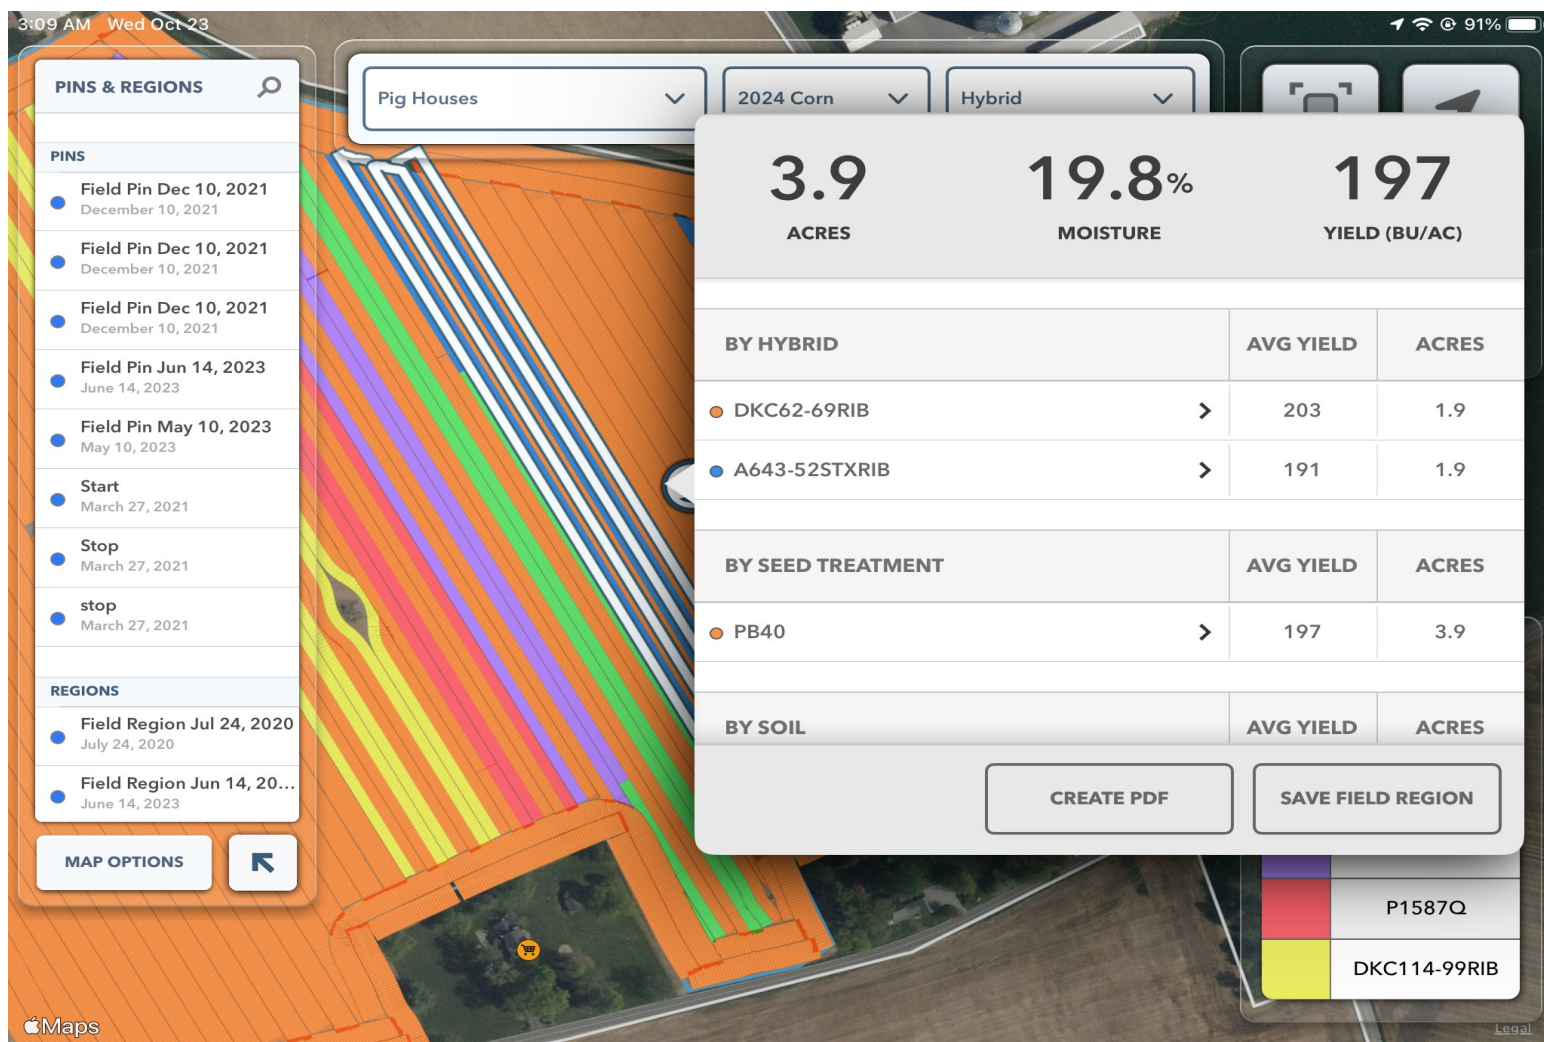 3:09 AM Wed Oct 23
91%
PINS & REGIONS
PINS
Field Pin Dec 10, 2021
December 10, 2021
Field Pin Dec 10, 2021
December 10, 2021
Field Pin Dec 10, 2021
December 10, 2021
Field Pin Jun 14, 2023
June 14, 2023
Field Pin May 10, 2023
May 10, 2023
Start
March 27, 2021
Stop
March 27, 2021
stop
March 27, 2021
REGIONS
Field Region Jul 24, 2020
July 24, 2020
Field Region Jun 14, 20...
June 14, 2023
MAP OPTIONS
Pig Houses
2024 Corn
Hybrid
3.9 19.8% 197
ACRES MOISTURE YIELD (BU/AC)
BY HYBRID AVG YIELD ACRES
DKC62-69RIB 203 1.9
A643-52STXRIB 191 1.9
BY SEED TREATMENT AVG YIELD ACRES
PB40 197 3.9
BY SOIL AVG YIELD ACRES
CREATE PDF SAVE FIELD REGION
P1587Q
DKC114-99RIB
Maps
Legal